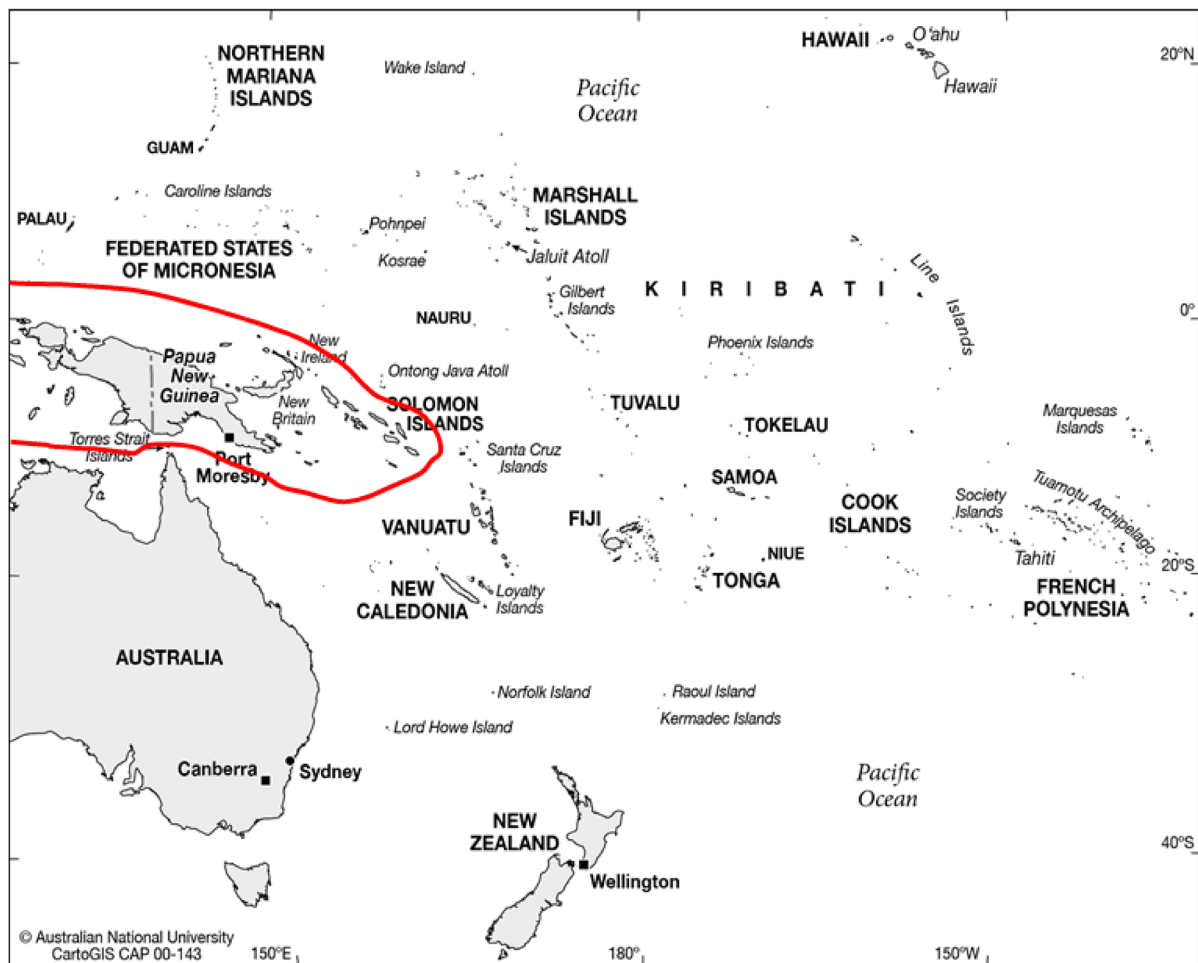 HAWAII
O'ahu
20°N
Hawaii
NORTHERN
MARIANA
ISLANDS
Wake Island
Pacific
Ocean
GUAM
Caroline Islands
MARSHALL
ISLANDS
PALAU
Pohnpei
FEDERATED STATES
OF MICRONESIA
Kosrae
Jaluit Atoll
Line Islands
Gilbert
Islands
KIRIBATI
NAURU
0°
Papua
New
Guinea
New
Ireland
Phoenix Islands
Ontong Java Atoll
New
Britain
SOLOMON
ISLANDS
TUVALU
TOKELAU
Marquesas
Islands
Torres Strait
Islands
Port
Moresby
Santa Cruz
Islands
SAMOA
Society
Islands
Tuamotu Archipelago
VANUATU
FIJI
COOK
ISLANDS
NIUE
Tahiti
20°S
NEW
CALEDONIA
Loyalty
Islands
TONGA
FRENCH
POLYNESIA
AUSTRALIA
Norfolk Island
Raoul Island
Lord Howe Island
Kermadec Islands
Canberra
Sydney
Pacific
Ocean
NEW
ZEALAND
Wellington
40°S
© Australian National University
CartoGIS CAP 00-143
150°E
180°
150°W